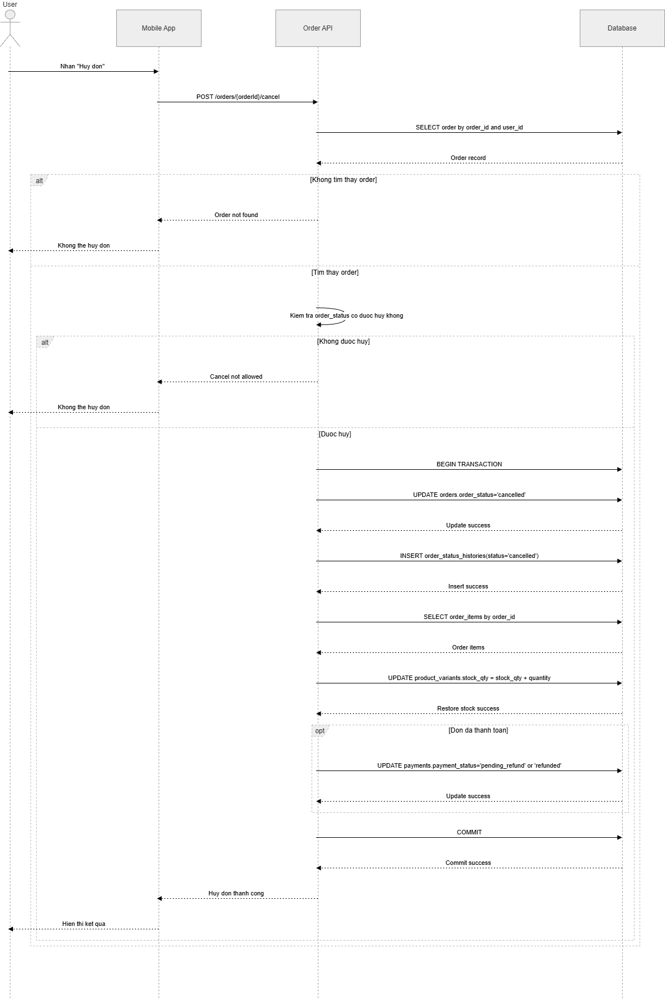 User
Mobile App
Order API
Database
Nhan "Huy don"
POST /orders/{orderId}/cancel
SELECT order by order_id and user_id
Order record
alt
[Khong tim thay order]
Order not found
Khong the huy don
[Tim thay order]
Kiem tra order_status co duoc huy khong
alt
[Khong duoc huy]
Cancel not allowed
Khong the huy don
[Duoc huy]
BEGIN TRANSACTION
UPDATE orders.order_status='cancelled'
Update success
INSERT order_status_histories(status='cancelled')
Insert success
SELECT order_items by order_id
Order items
UPDATE product_variants.stock_qty = stock_qty + quantity
Restore stock success
opt
[Don da thanh toan]
UPDATE payments.payment_status='pending_refund' or 'refunded'
Update success
COMMIT
Commit success
Huy don thanh cong
Hien thi ket qua